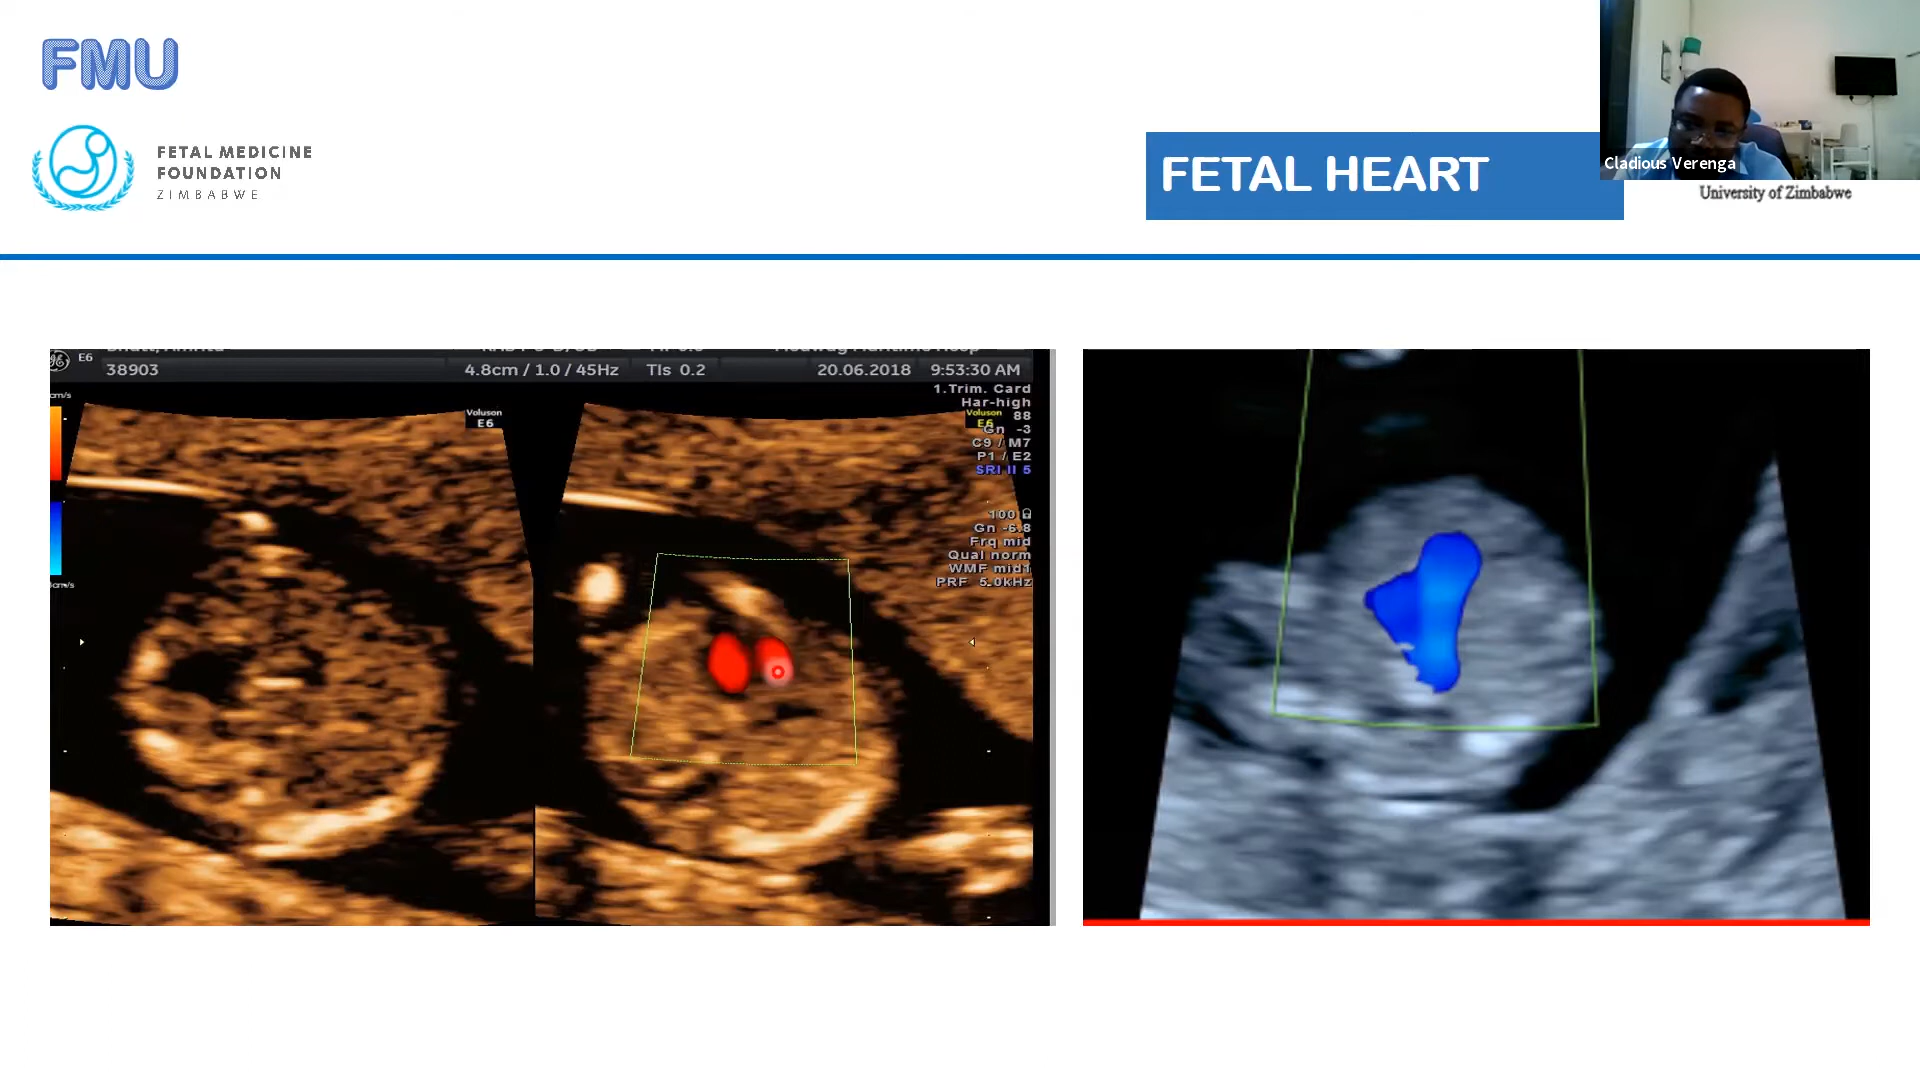 FMU
FETAL MEDICINE
FOUNDATION
ZIMBABWE
FETAL HEART
Cladious Verenga
University of Zimbabwe
E6
38903
4.8cm / 1.0 / 45Hz
TIs 0.2
20.06.2018
9:53:30 AM
1.Trim. Card
Har-high
88
Gn -3
C9 / M7
P1 / E2
SRI II 5
Voluson
E6
Voluson
E6
100
Gn -6.8
Frq mid
Qual norm
WMF mid1
PRF 5.0kHz
cm/s
cm/s